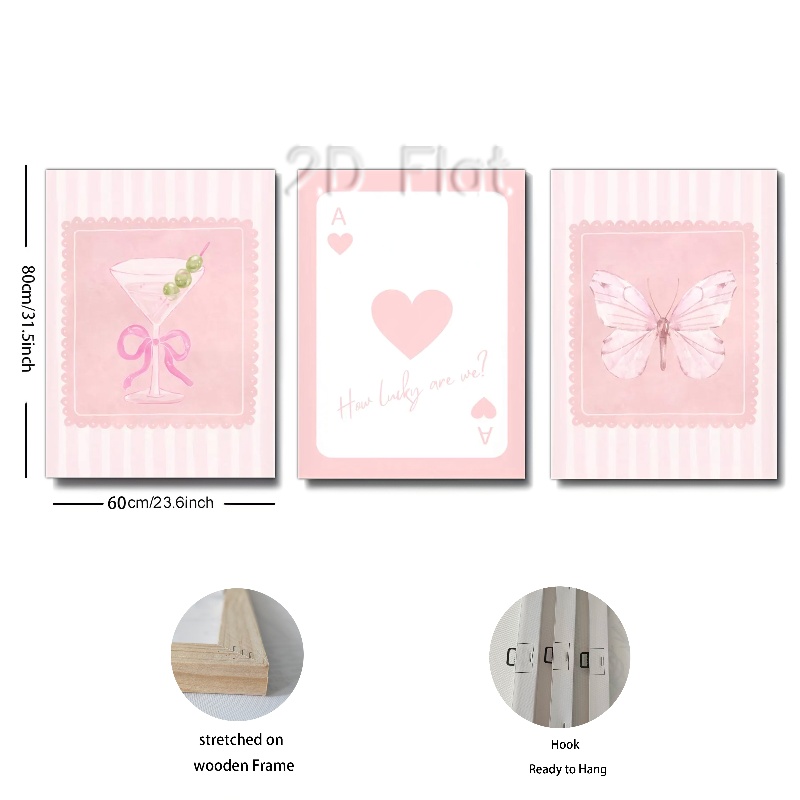 2D Flat
A
How Lucky are we?
A
80cm/31.5inch
60cm/23.6inch
stretched on
wooden Frame
Hook
Ready to Hang